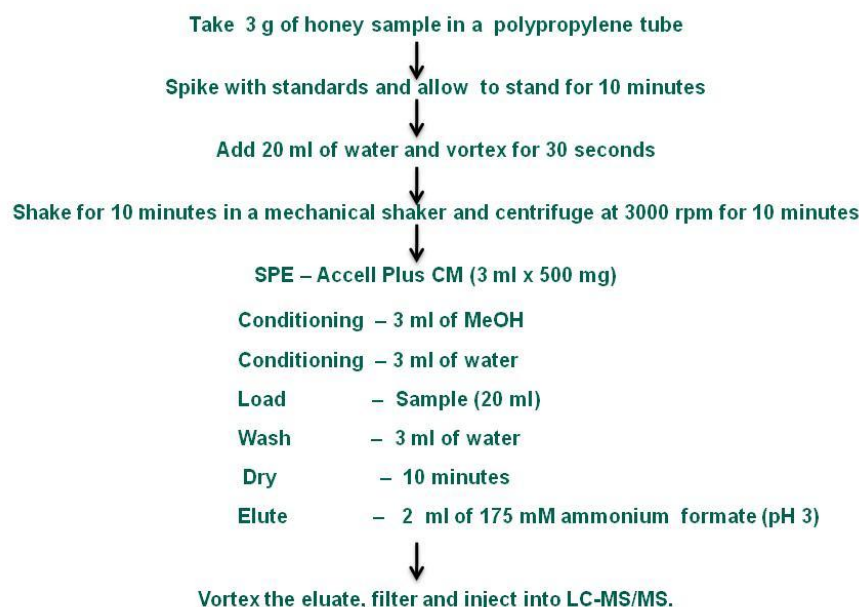 Take 3 g of honey sample in a polypropylene tube
Spike with standards and allow to stand for 10 minutes
Add 20 ml of water and vortex for 30 seconds
Shake for 10 minutes in a mechanical shaker and centrifuge at 3000 rpm for 10 minutes
SPE – Accell Plus CM (3 ml x 500 mg)
Conditioning – 3 ml of MeOH
Conditioning – 3 ml of water
Load – Sample (20 ml)
Wash – 3 ml of water
Dry – 10 minutes
Elute – 2 ml of 175 mM ammonium formate (pH 3)
Vortex the eluate, filter and inject into LC-MS/MS.